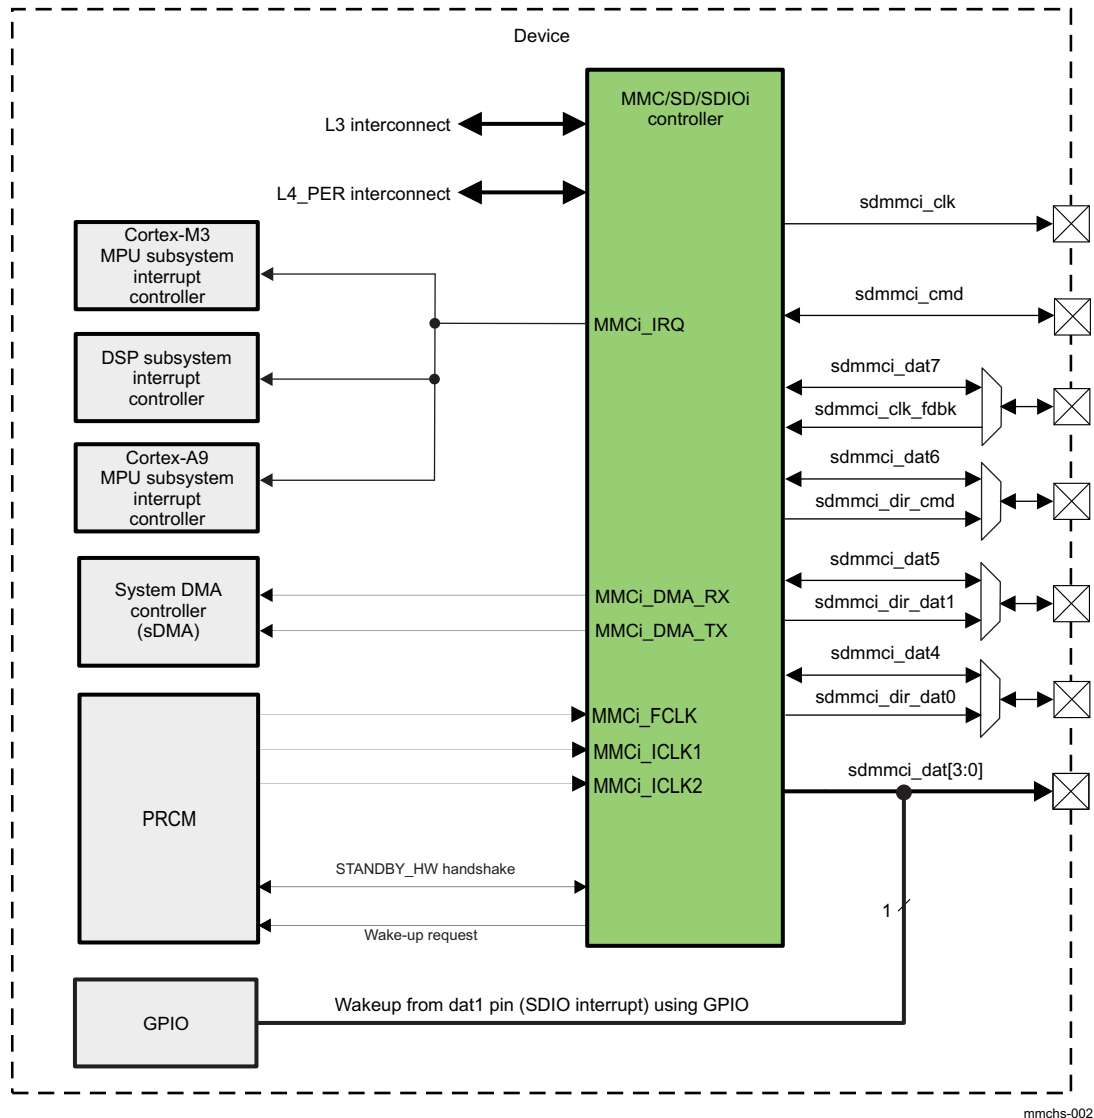 Device
MMC/SD/SDIOi
controller
L3 interconnect
L4_PER interconnect
Cortex-M3
MPU subsystem
interrupt
controller
DSP subsystem
interrupt
controller
Cortex-A9
MPU subsystem
interrupt
controller
System DMA
controller
(sDMA)
PRCM
GPIO
MMCi_IRQ
MMCi_DMA_RX
MMCi_DMA_TX
MMCi_FCLK
MMCi_ICLK1
MMCi_ICLK2
STANDBY_HW handshake
Wake-up request
Wakeup from dat1 pin (SDIO interrupt) using GPIO
sdmmci_clk
sdmmci_cmd
sdmmci_dat7
sdmmci_clk_fdbk
sdmmci_dat6
sdmmci_dir_cmd
sdmmci_dat5
sdmmci_dir_dat1
sdmmci_dat4
sdmmci_dir_dat0
sdmmci_dat[3:0]
1
mmchs-002